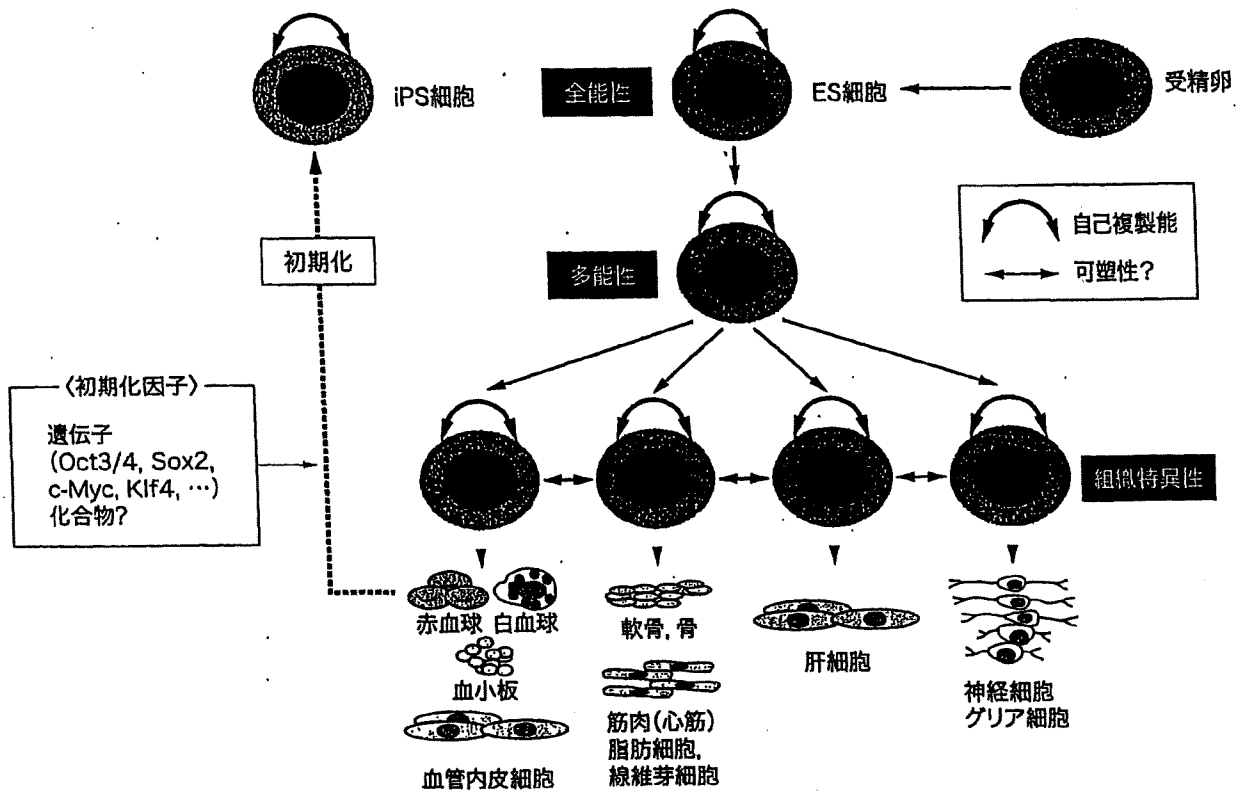 iPS細胞
全能性
ES細胞
受精卵
自己複製能
可塑性?
初期化
多能性
〈初期化因子〉
遺伝子
(Oct3/4, Sox2,
c-Myc, Klf4, …)
化合物?
組織特異性
赤血球 白血球
血小板
血管内皮細胞
軟骨, 骨
筋肉(心筋)
脂肪細胞,
線維芽細胞
肝細胞
神経細胞
グリア細胞